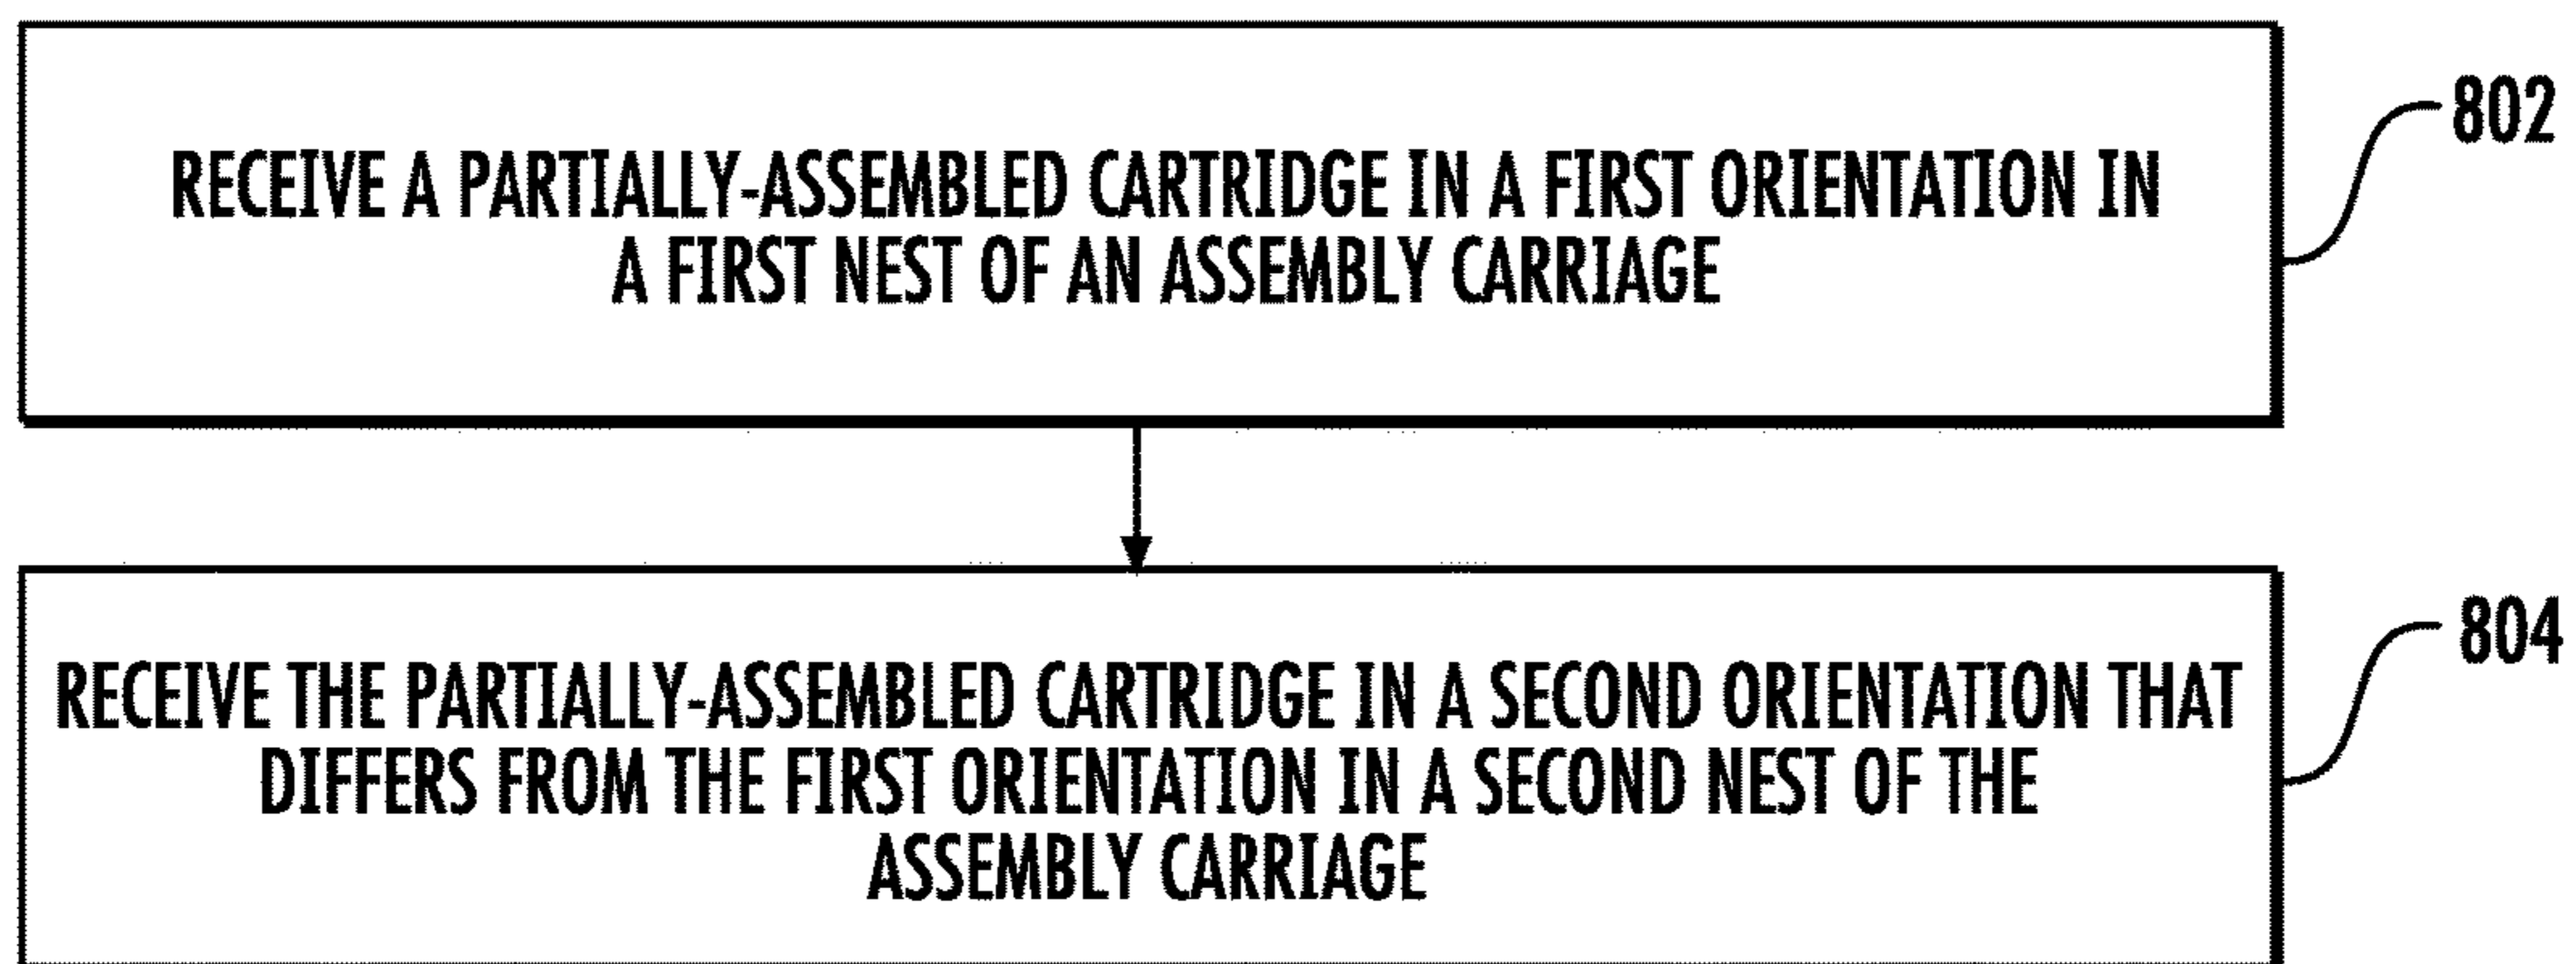 RECEIVE A PARTIALLY-ASSEMBLED CARTRIDGE IN A FIRST ORIENTATION IN
A FIRST NEST OF AN ASSEMBLY CARRIAGE
802
RECEIVE THE PARTIALLY-ASSEMBLED CARTRIDGE IN A SECOND ORIENTATION THAT
DIFFERS FROM THE FIRST ORIENTATION IN A SECOND NEST OF THE
ASSEMBLY CARRIAGE
804